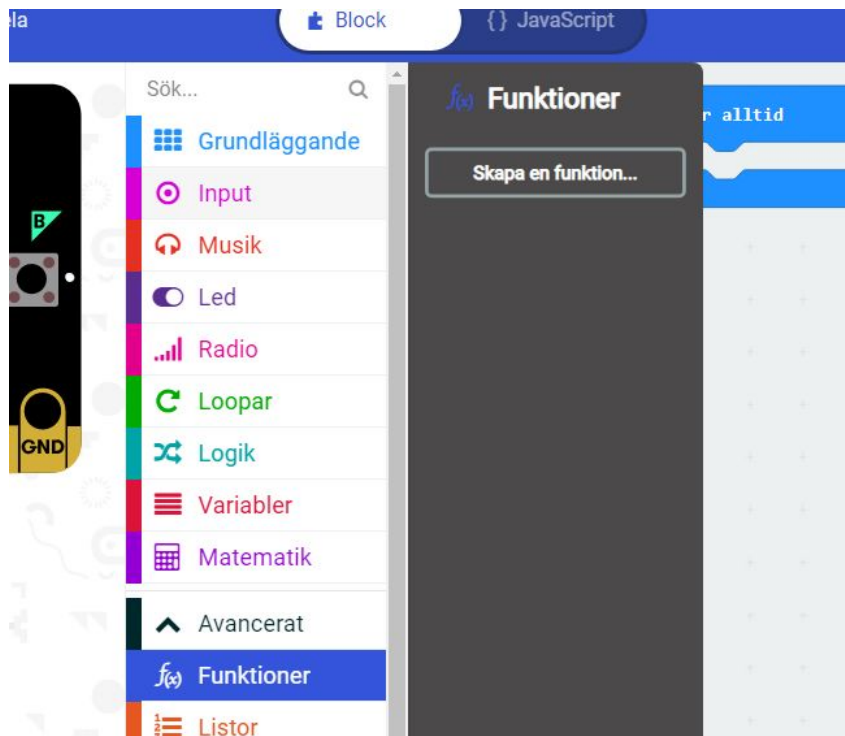 ela
Block
{ } JavaScript
Sök...
Grundläggande
Input
Musik
Led
Radio
Loopar
Logik
Variabler
Matematik
Avancerat
f(x) Funktioner
Listor
f(x) Funktioner
Skapa en funktion...
r alltid
B
GND